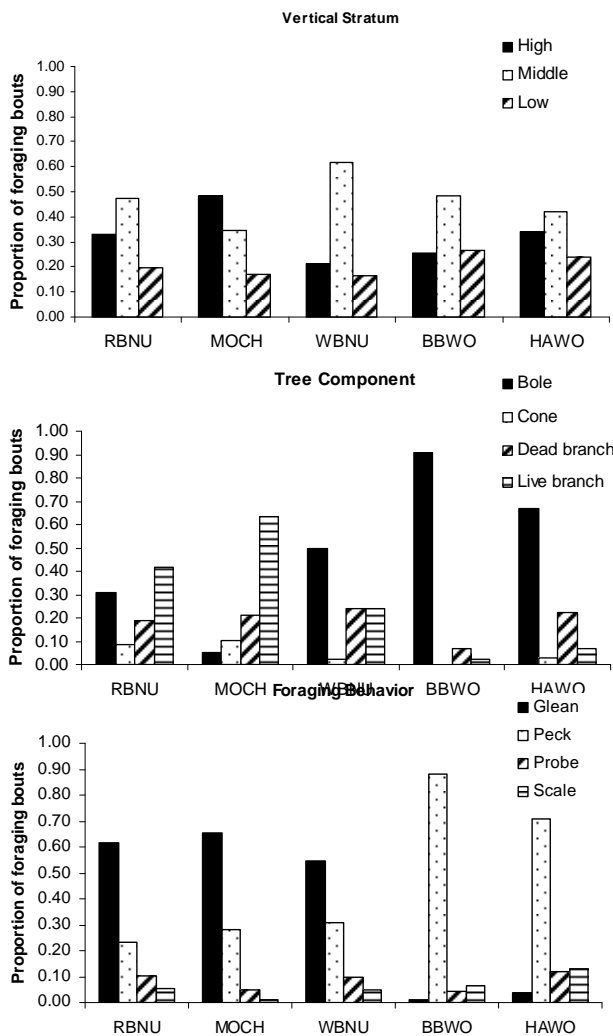 Vertical Stratum
High
Middle
Low
Proportion of foraging bouts
1.00
0.90
0.80
0.70
0.60
0.50
0.40
0.30
0.20
0.10
0.00
RBNU MOCH WBNU BBWO HAWO
Tree Component
Bole
Cone
Dead branch
Live branch
Proportion of foraging bouts
1.00
0.90
0.80
0.70
0.60
0.50
0.40
0.30
0.20
0.10
0.00
RBNU MOCH WBNU BBWO HAWO
Foraging Behavior
Glean
Peck
Probe
Scale
Proportion of foraging bouts
1.00
0.90
0.80
0.70
0.60
0.50
0.40
0.30
0.20
0.10
0.00
RBNU MOCH WBNU BBWO HAWO